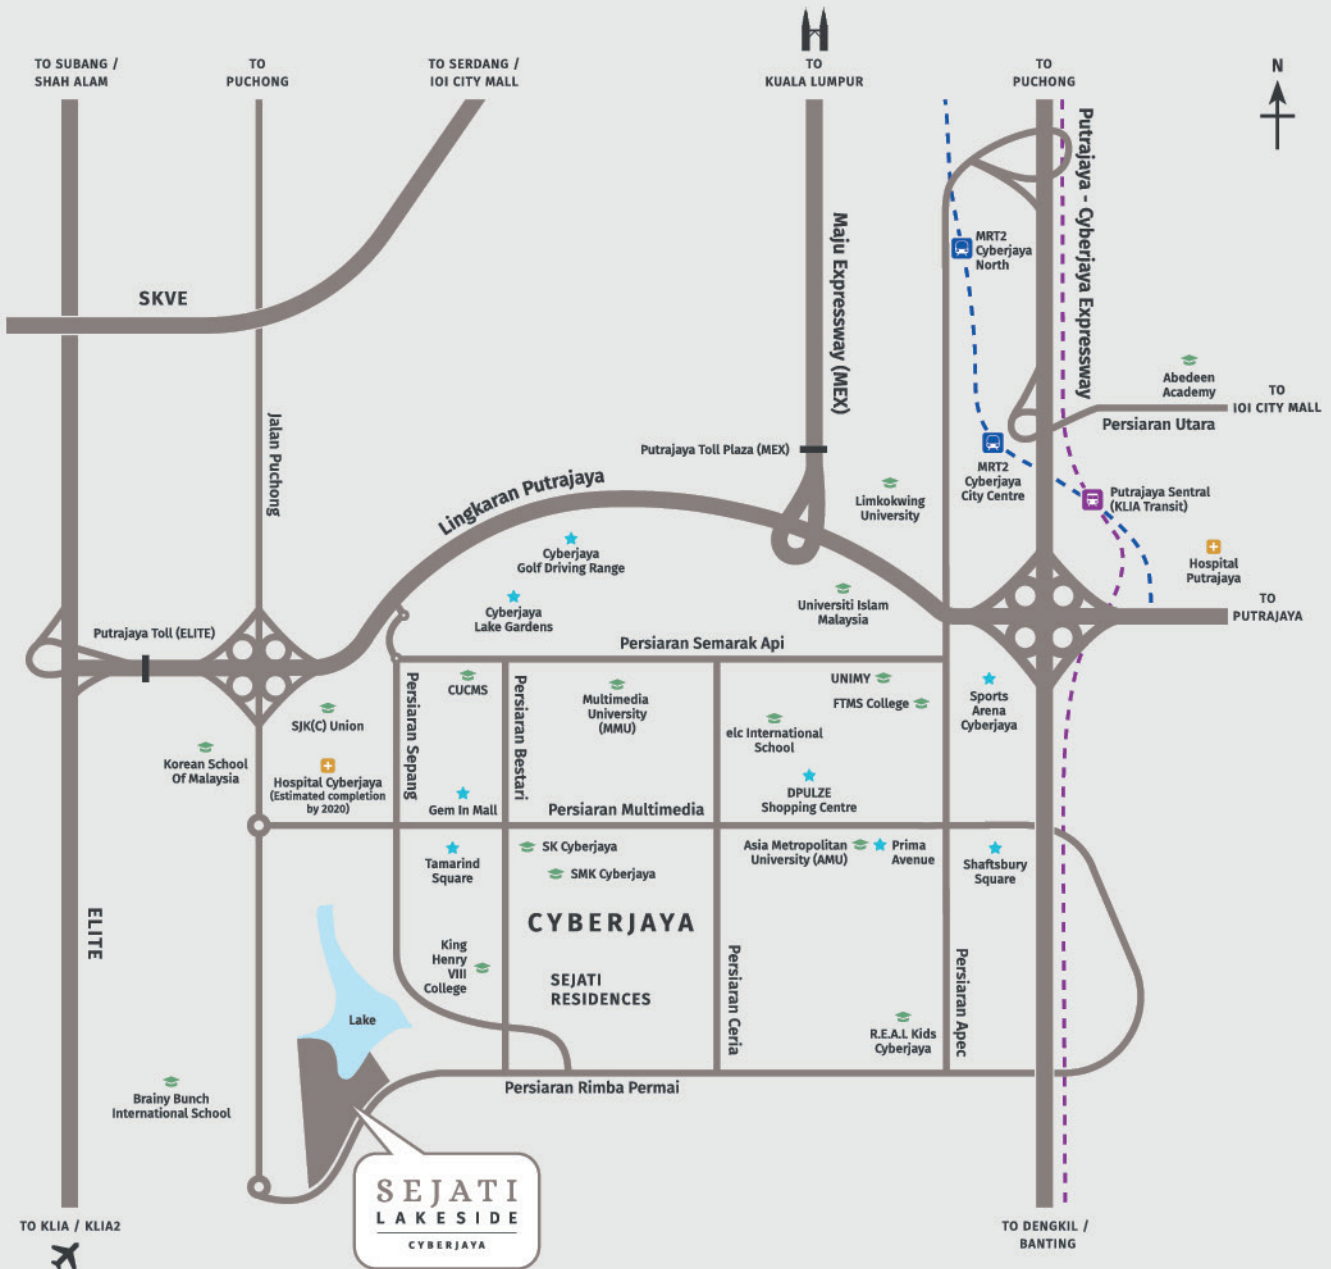 TO SUBANG /
SHAH ALAM
TO
PUCHONG
TO SERDANG /
IOI CITY MALL
TO
KUALA LUMPUR
TO
PUCHONG
N
Putrajaya - Cyberjaya Expressway
MRT2
Cyberjaya
North
Maju Expressway (MEX)
SKVE
Abedeen
Academy
TO
IOI CITY MALL
Persiaran Utara
Jalan Puchong
Putrajaya Toll Plaza (MEX)
MRT2
Cyberjaya
City Centre
Lingkaran Putrajaya
Limkokwing
University
Putrajaya Sentral
(KLIA Transit)
Cyberjaya
Golf Driving Range
Hospital
Putrajaya
Cyberjaya
Lake Gardens
Universiti Islam
Malaysia
TO
PUTRAJAYA
Putrajaya Toll (ELITE)
Persiaran Semarak Api
CUCMS
Persiaran Sepang
Persiaran Bestari
Multimedia
University
(MMU)
UNIMY
FTMS College
Sports
Arena
Cyberjaya
SJK(C) Union
elc International
School
Korean School
Of Malaysia
Hospital Cyberjaya
(Estimated completion
by 2020)
Gem In Mall
DPULZE
Shopping Centre
Persiaran Multimedia
SK Cyberjaya
SMK Cyberjaya
Asia Metropolitan
University (AMU)
Prima
Avenue
Tamarind
Square
Shaftsbury
Square
ELITE
CYBERJAYA
King
Henry
VIII
College
SEJATI
RESIDENCES
Persiaran Ceria
Persiaran Apec
Lake
R.E.A.L Kids
Cyberjaya
Persiaran Rimba Permai
Brainy Bunch
International School
SEJATI
LAKESIDE
CYBERJAYA
TO KLIA / KLIA2
TO DENGKIL /
BANTING